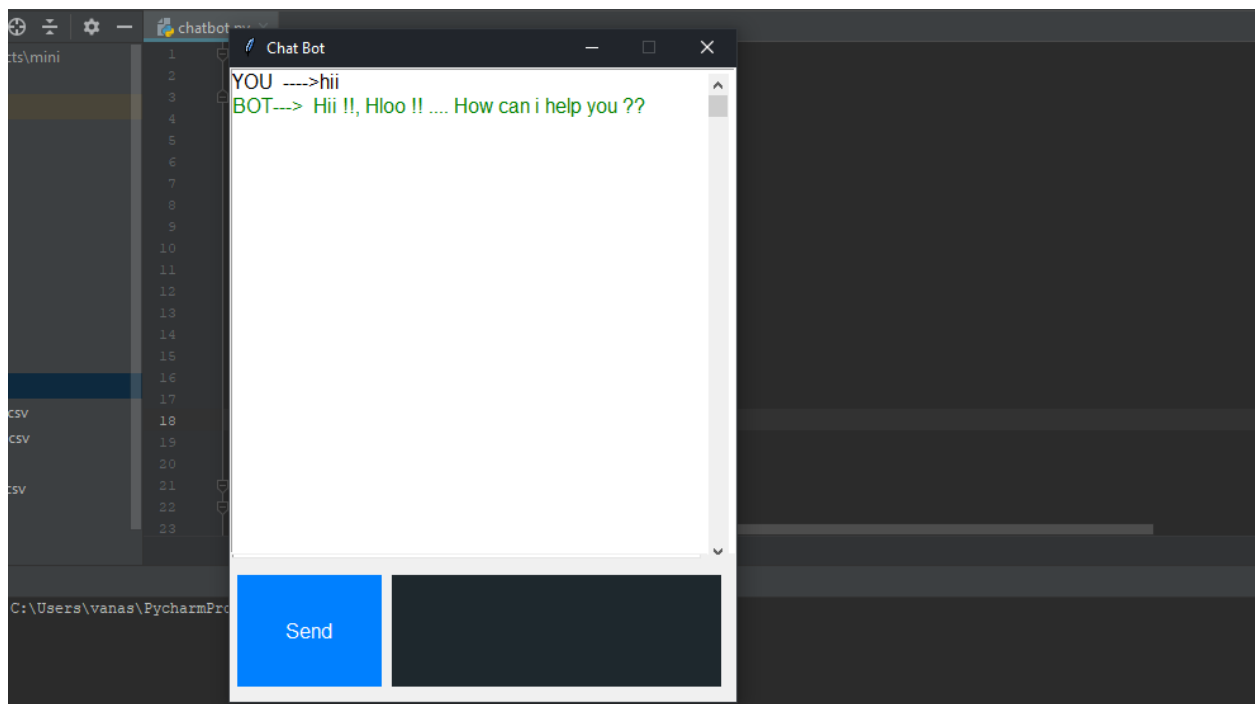 chatbot.py
Chat Bot
cts\mini
1
2
3
4
5
6
7
8
9
10
11
12
13
14
15
16
17
18
19
20
21
22
23
YOU ---->hii
BOT---> Hii !!, Hloo !! .... How can i help you ??
csv
csv
csv
Send
C:\Users\vanas\PycharmPro